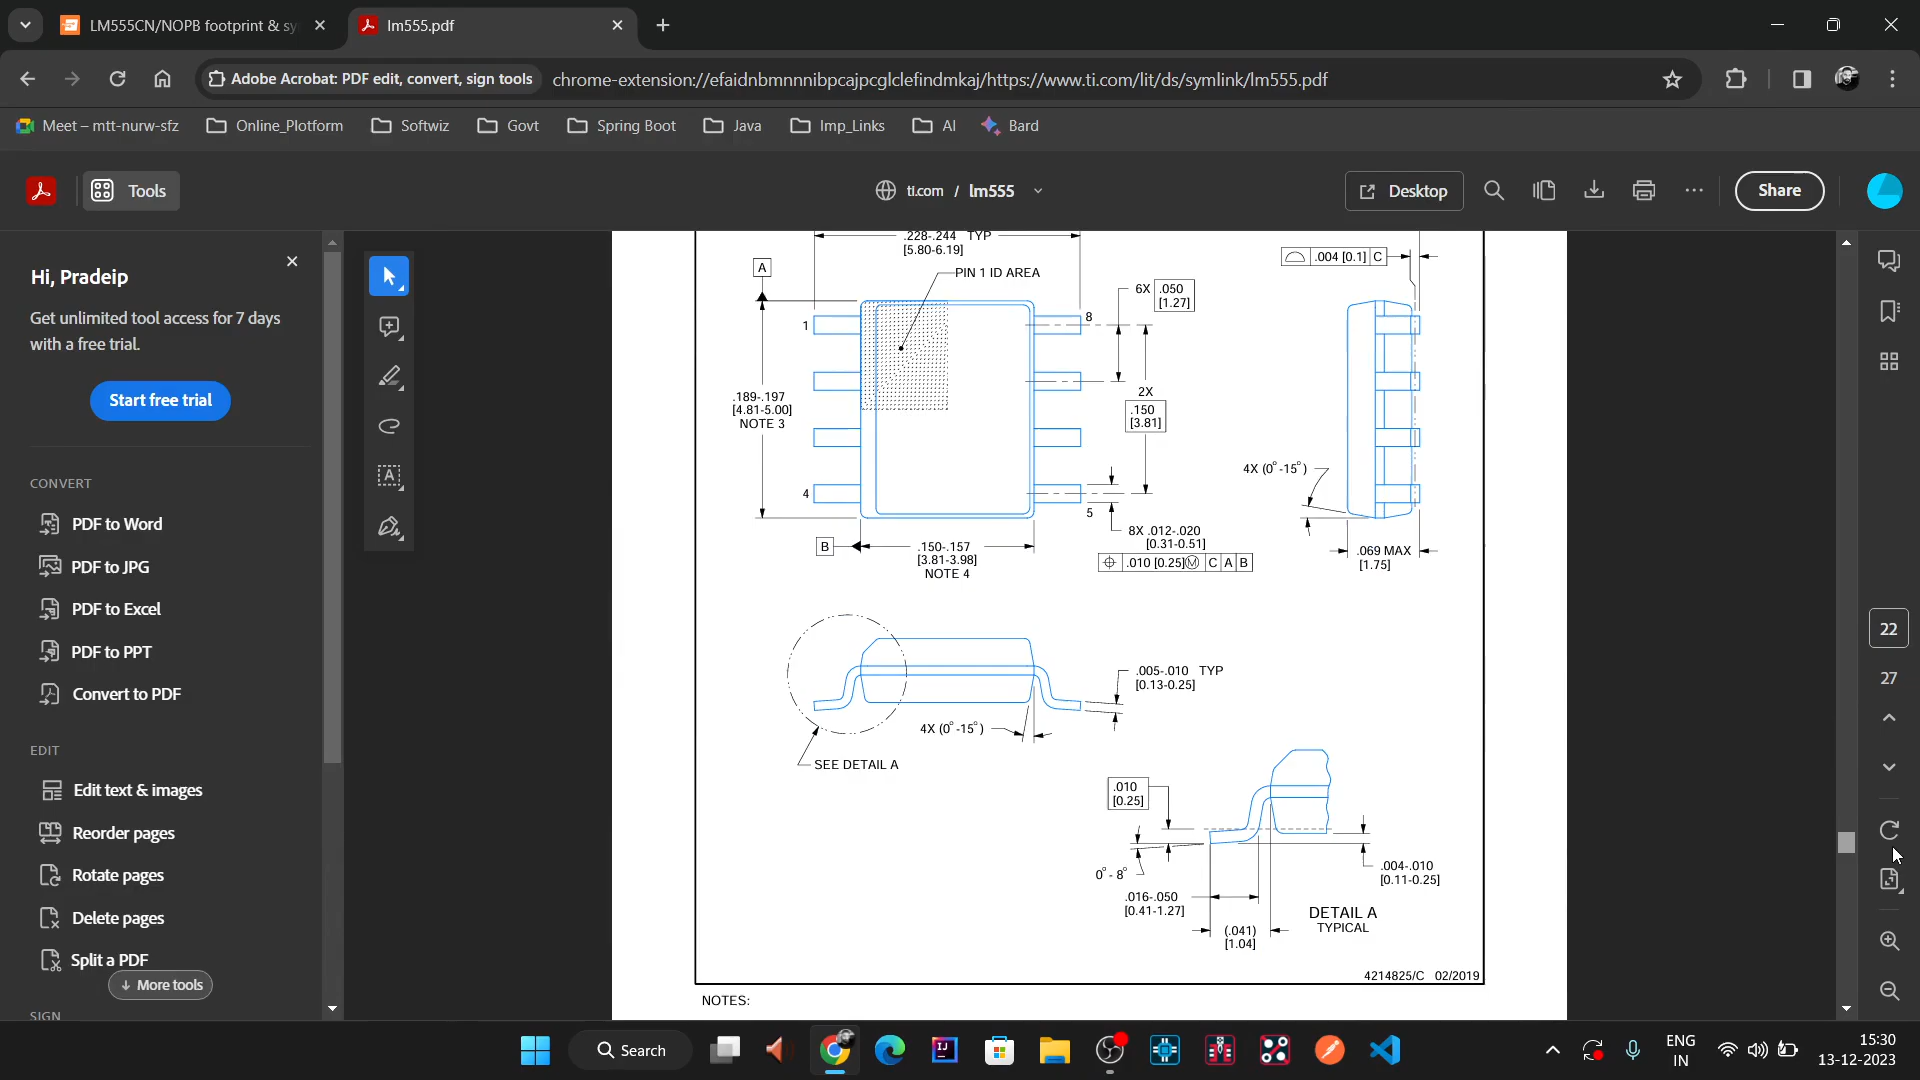 LM555CN/NOPB footprint & sy
lm555.pdf
Adobe Acrobat: PDF edit, convert, sign tools
chrome-extension://efaidnbmnnnibpcajpcglclefindmkaj/https://www.ti.com/lit/ds/symlink/lm555.pdf
Meet – mtt-nurw-sfz
Online_Plotform
Softwiz
Govt
Spring Boot
Java
Imp_Links
AI
Bard
Tools
ti.com / lm555
Desktop
Share
Hi, Pradeip
Get unlimited tool access for 7 days
with a free trial.
Start free trial
CONVERT
PDF to Word
PDF to JPG
PDF to Excel
PDF to PPT
Convert to PDF
EDIT
Edit text & images
Reorder pages
Rotate pages
Delete pages
Split a PDF
More tools
SIGN
.228-.244 TYP
[5.80-6.19]
A
PIN 1 ID AREA
6X .050
[1.27]
.004 [0.1] C
1
8
2X
.150
[3.81]
.189-.197
[4.81-5.00]
NOTE 3
4X (0°-15°)
4
5
8X .012-.020
[0.31-0.51]
.010 [0.25]Ⓜ C A B
B
.150-.157
[3.81-3.98]
NOTE 4
.069 MAX
[1.75]
.005-.010 TYP
[0.13-0.25]
4X (0°-15°)
SEE DETAIL A
.010
[0.25]
0°-8°
.004-.010
[0.11-0.25]
.016-.050
[0.41-1.27]
DETAIL A
TYPICAL
(.041)
[1.04]
4214825/C 02/2019
NOTES:
22
27
Search
ENG
IN
15:30
13-12-2023